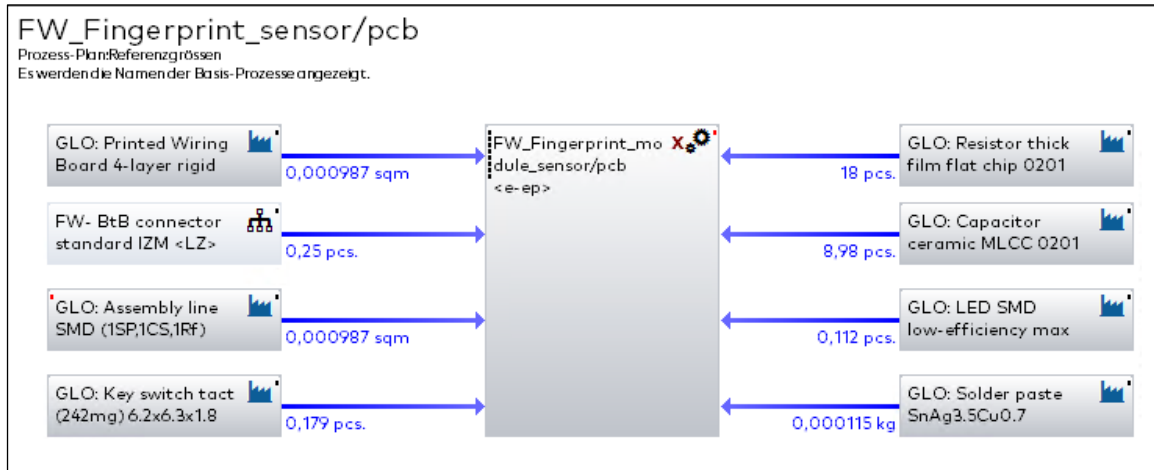 FW_Fingerprint_sensor/pcb
Prozess-Plan:Referenzgrössen
Es werden die Namen der Basis-Prozesse angezeigt.
GLO: Printed Wiring
Board 4-layer rigid
0,000987 sqm
FW- BtB connector
standard IZM <LZ>
0,25 pcs.
GLO: Assembly line
SMD (1SP,1CS,1Rf)
0,000987 sqm
GLO: Key switch tact
(242mg) 6.2x6.3x1.8
0,179 pcs.
FW_Fingerprint_mo
dule_sensor/pcb
<e-ep>
X
GLO: Resistor thick
film flat chip 0201
18 pcs.
GLO: Capacitor
ceramic MLCC 0201
8,98 pcs.
GLO: LED SMD
low-efficiency max
0,112 pcs.
GLO: Solder paste
SnAg3.5Cu0.7
0,000115 kg